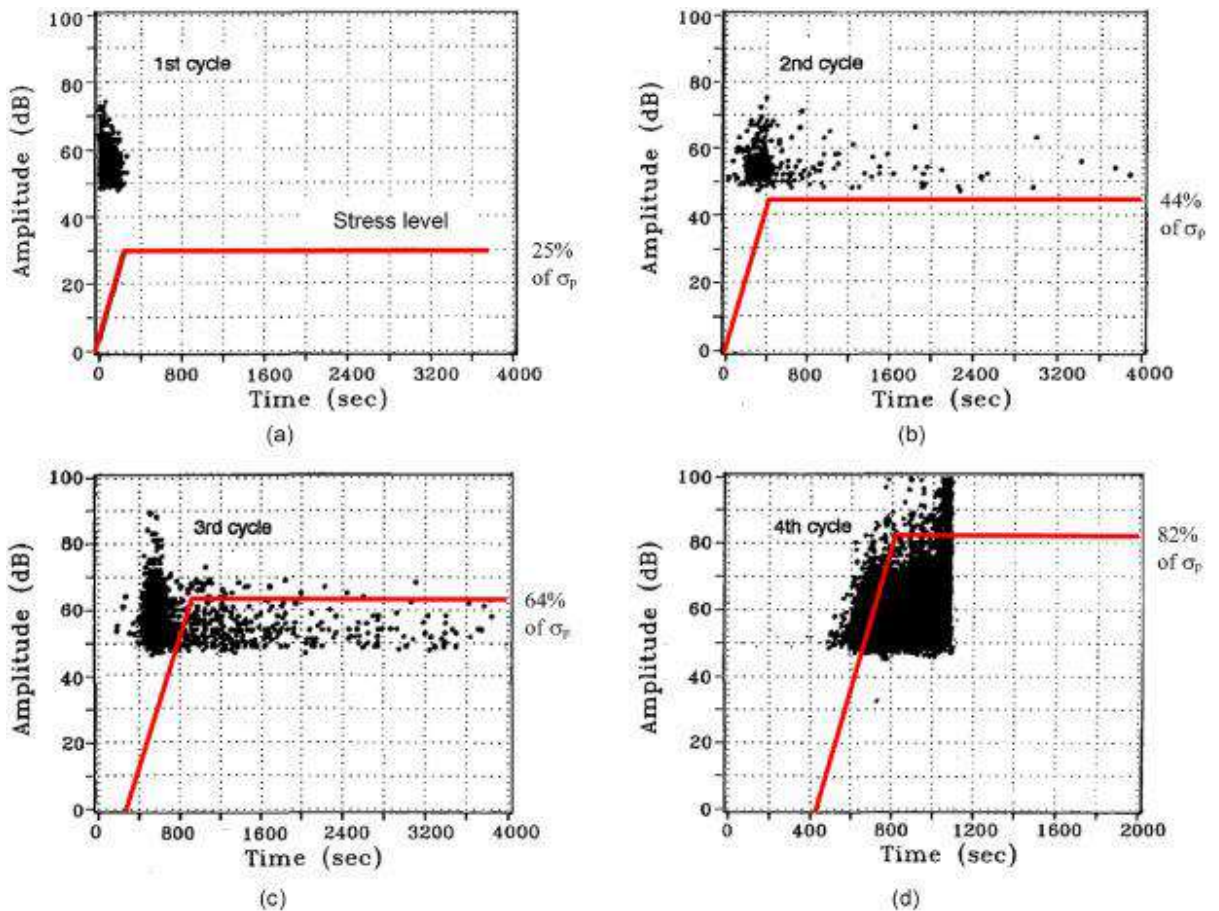 100
80
60
40
20
0
Amplitude (dB)
1st cycle
Stress level
25%
of σp
0 800 1600 2400 3200 4000
Time (sec)
(a)
100
80
60
40
20
0
Amplitude (dB)
2nd cycle
44%
of σp
0 800 1600 2400 3200 4000
Time (sec)
(b)
100
80
60
40
20
0
Amplitude (dB)
3rd cycle
64%
of σp
0 800 1600 2400 3200 4000
Time (sec)
(c)
100
80
60
40
20
0
Amplitude (dB)
4th cycle
82%
of σp
0 400 800 1200 1600 2000
Time (sec)
(d)